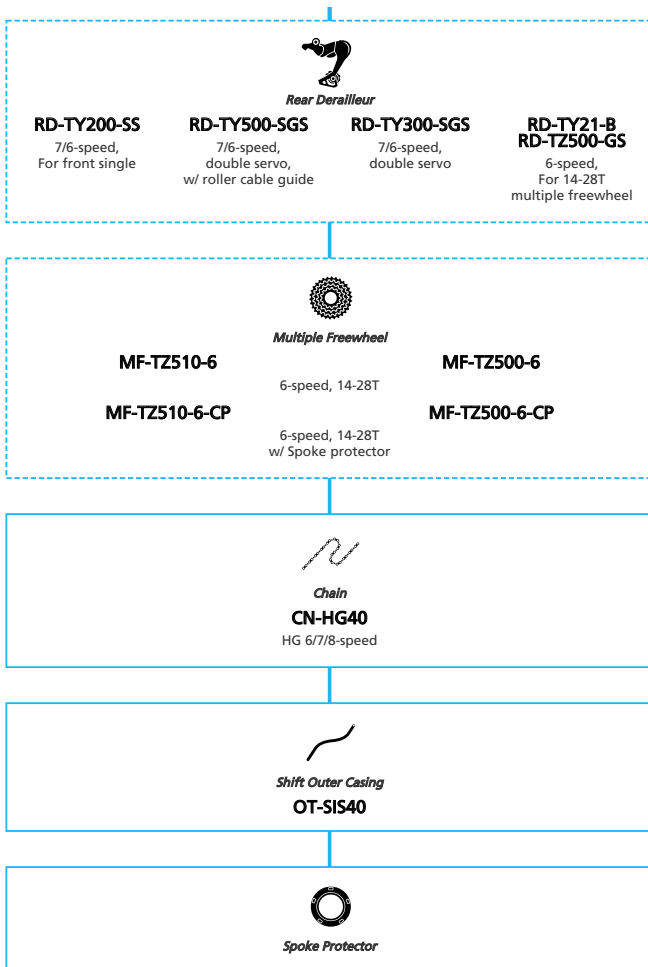 Rear Derailleur
RD-TY200-SS
7/6-speed,
For front single
RD-TY500-SGS
7/6-speed,
double servo,
w/ roller cable guide
RD-TY300-SGS
7/6-speed,
double servo
RD-TY21-B
RD-TZ500-GS
6-speed,
For 14-28T
multiple freewheel
Multiple Freewheel
MF-TZ510-6
MF-TZ500-6
6-speed, 14-28T
MF-TZ510-6-CP
MF-TZ500-6-CP
6-speed, 14-28T
w/ Spoke protector
Chain
CN-HG40
HG 6/7/8-speed
Shift Outer Casing
OT-SIS40
Spoke Protector